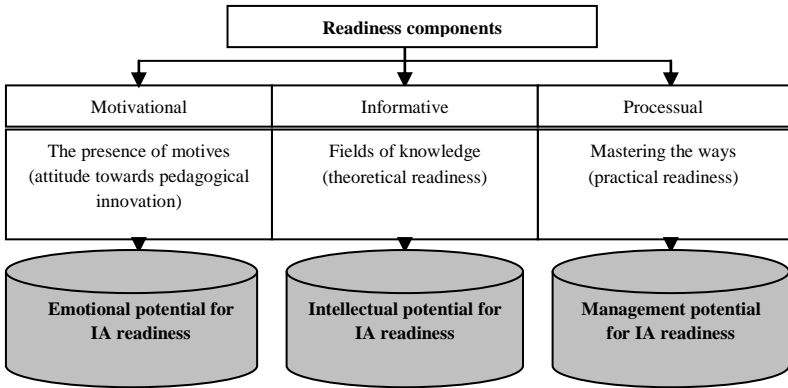 Readiness components
Motivational
Informative
Processual
The presence of motives
(attitude towards pedagogical
innovation)
Fields of knowledge
(theoretical readiness)
Mastering the ways
(practical readiness)
Emotional potential for
IA readiness
Intellectual potential for
IA readiness
Management potential
for IA readiness